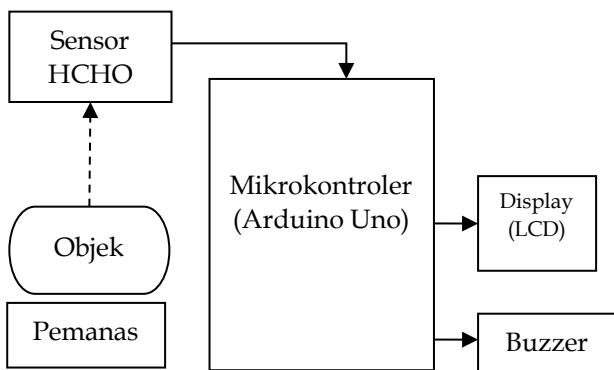 Sensor
HCHO
Mikrokontroler
(Arduino Uno)
Display
(LCD)
Objek
Pemanas
Buzzer